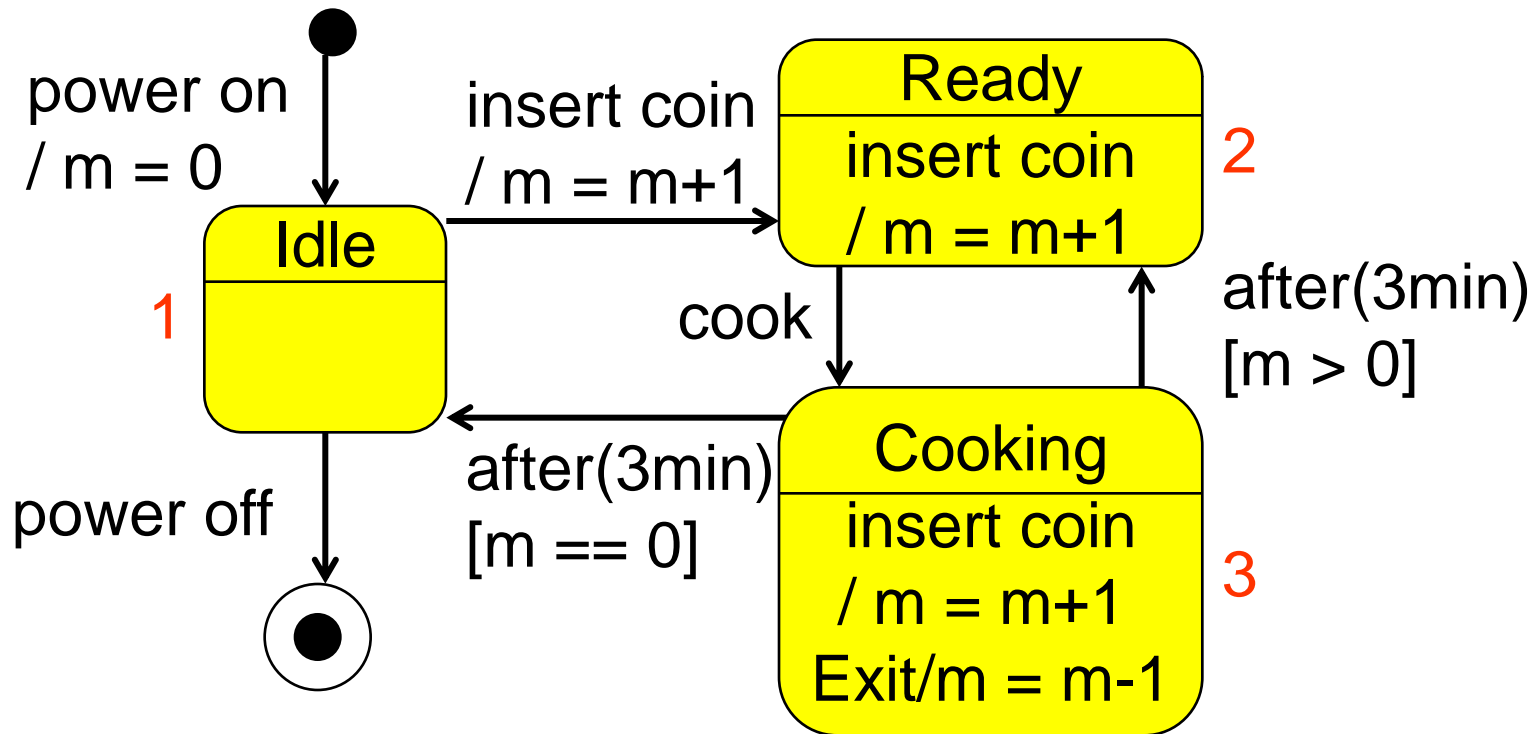 power on
/ m = 0
insert coin
/ m = m+1
Ready
insert coin
/ m = m+1
2
Idle
1
cook
after(3min)
[m > 0]
power off
after(3min)
[m == 0]
Cooking
insert coin
/ m = m+1
Exit/m = m-1
3